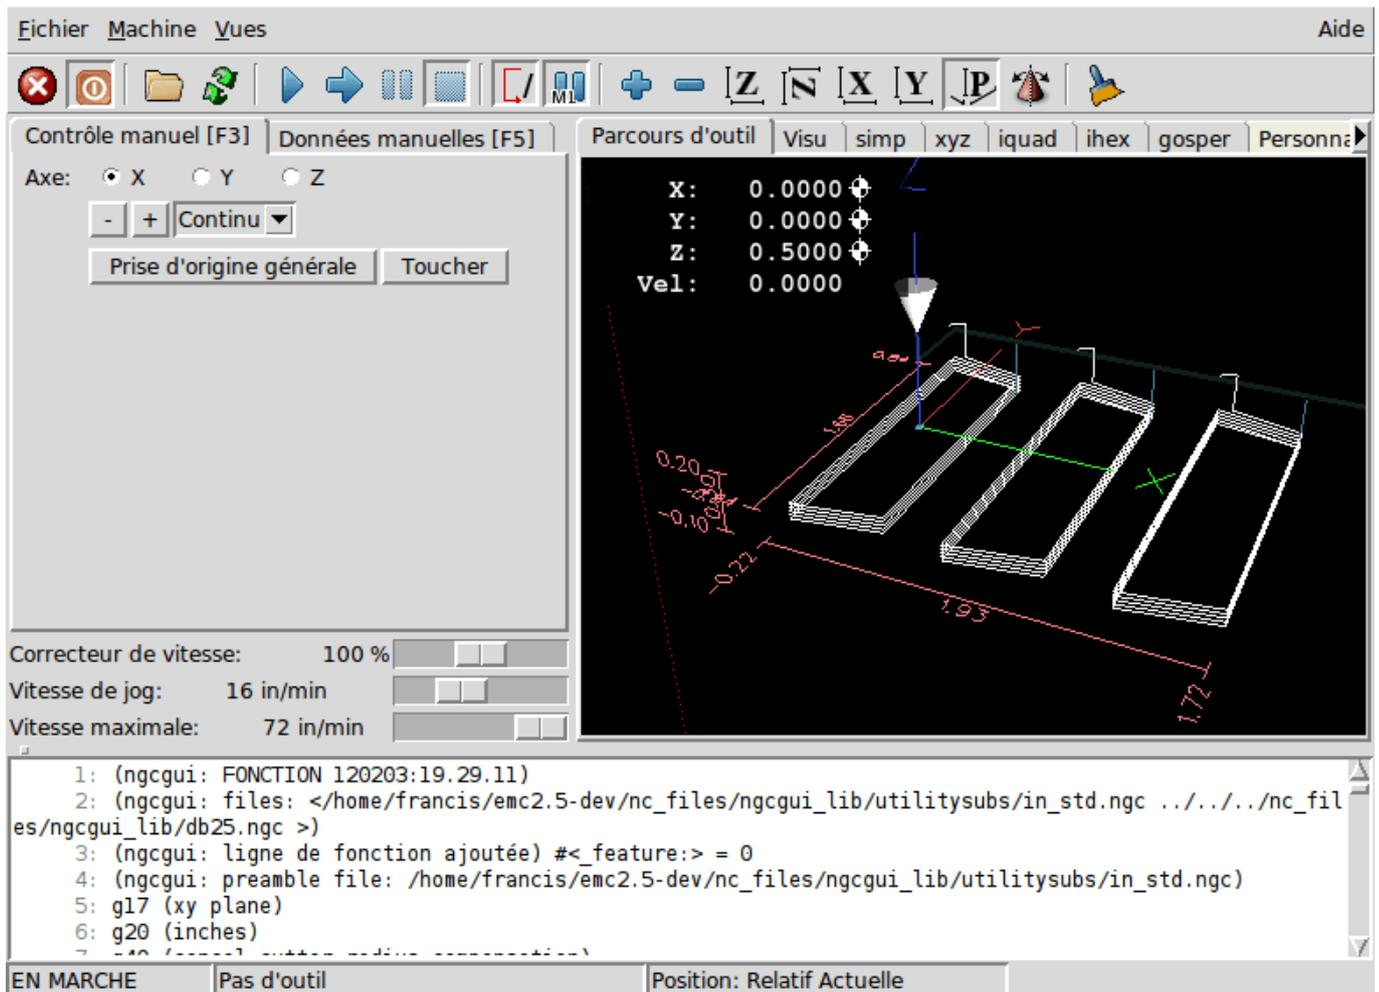 Fichier Machine Vues Aide
M1 Z N X Y P
Contrôle manuel [F3] Données manuelles [F5]
Axe: X Y Z
- + Continu
Prise d'origine générale Toucher
Correcteur de vitesse: 100 %
Vitesse de jog: 16 in/min
Vitesse maximale: 72 in/min
Parcours d'outil Visu simp xyz iquad ihex gosper Personna
X: 0.0000
Y: 0.0000
Z: 0.5000
Vel: 0.0000
Y
X
0.20
-0.10
-0.22
1.93
1.72
1: (ngcgui: FONCTION 120203:19.29.11)
2: (ngcgui: files: </home/francis/emc2.5-dev/nc_files/ngcgui_lib/utilitysubs/in_std.ngc ../../../nc_fil
es/ngcgui_lib/db25.ngc >)
3: (ngcgui: ligne de fonction ajoutée) #<_feature:> = 0
4: (ngcgui: preamble file: /home/francis/emc2.5-dev/nc_files/ngcgui_lib/utilitysubs/in_std.ngc)
5: g17 (xy plane)
6: g20 (inches)
EN MARCHE Pas d'outil Position: Relatif Actuelle